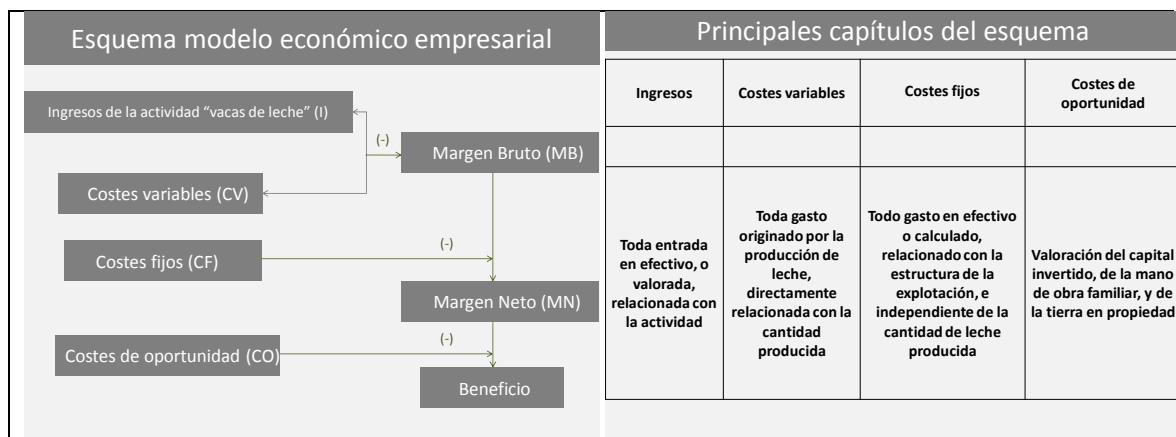 Esquema modelo económico empresarial
Ingresos de la actividad “vacas de leche” (I)
(-)
Margen Bruto (MB)
Costes variables (CV)
(-)
Costes fijos (CF)
Margen Neto (MN)
(-)
Costes de oportunidad (CO)
Beneficio
Principales capítulos del esquema
Ingresos
Costes variables
Costes fijos
Costes de
oportunidad
Toda entrada
en efectivo, o
valorada,
relacionada con
la actividad
Toda gasto
originado por la
producción de
leche,
directamente
relacionada con la
cantidad
producida
Todo gasto en efectivo
o calculado,
relacionado con la
estructura de la
explotación, e
independiente de la
cantidad de leche
producida
Valoración del capital
invertido, de la mano
de obra familiar, y de
la tierra en propiedad